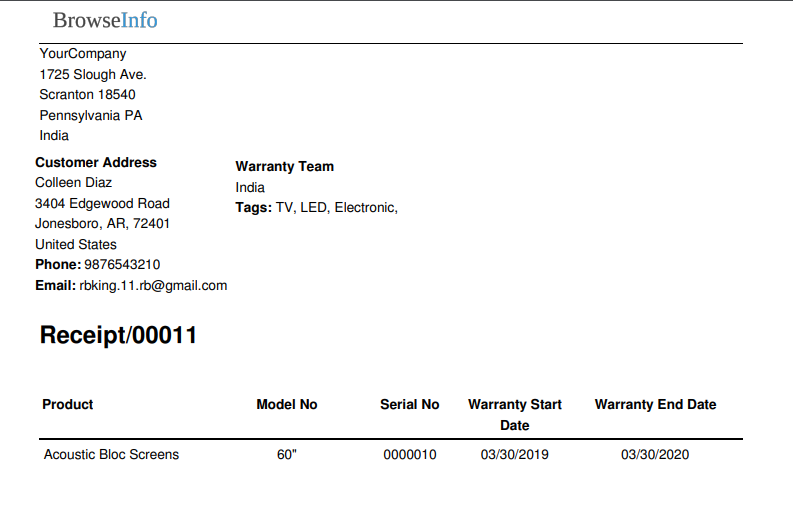 BrowseInfo
YourCompany
1725 Slough Ave.
Scranton 18540
Pennsylvania PA
India
Customer Address
Colleen Diaz
3404 Edgewood Road
Jonesboro, AR, 72401
United States
Phone: 9876543210
Email: rbking.11.rb@gmail.com
Warranty Team
India
Tags: TV, LED, Electronic,
Receipt/00011
Product Model No Serial No Warranty Start Warranty End Date
Date
Acoustic Bloc Screens 60" 0000010 03/30/2019 03/30/2020